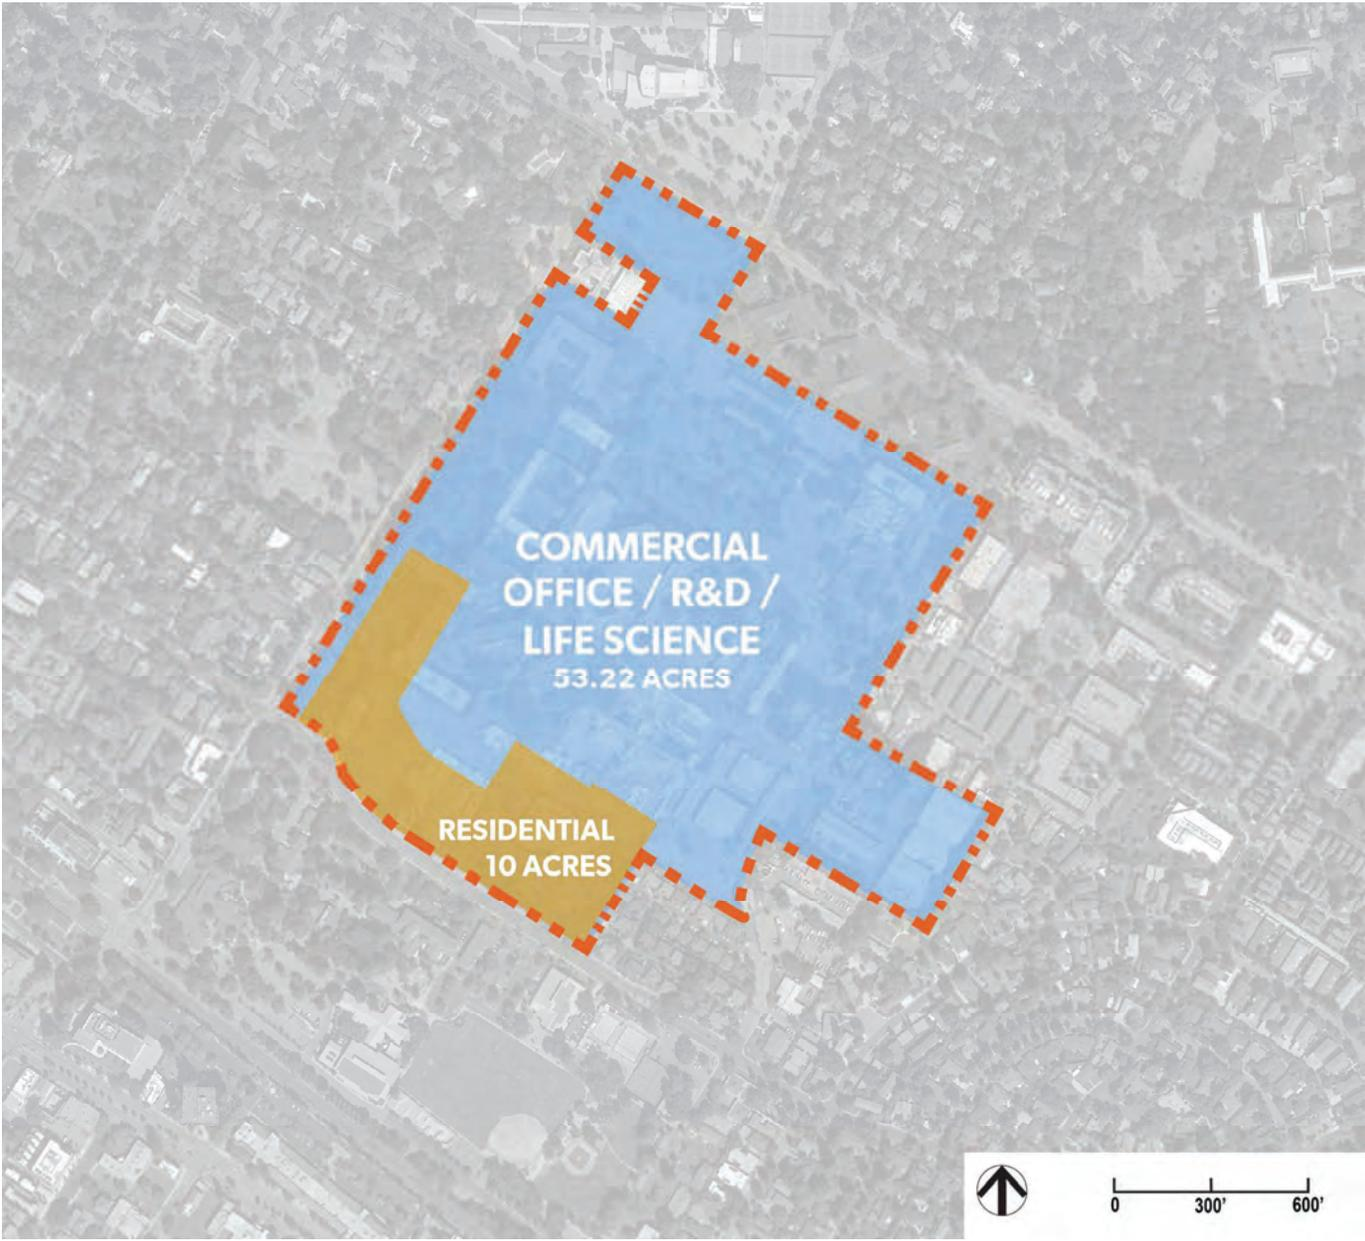 COMMERCIAL
OFFICE / R&D /
LIFE SCIENCE
53.22 ACRES
RESIDENTIAL
10 ACRES
0 300' 600'